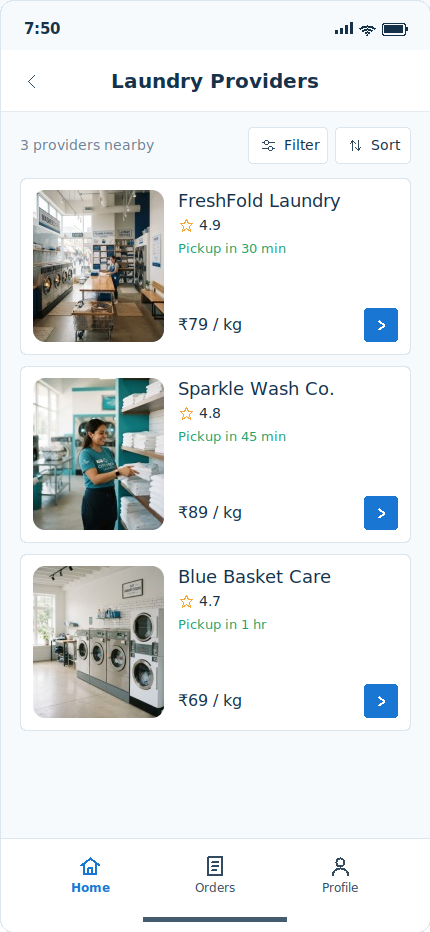 7:50
Laundry Providers
3 providers nearby
Filter
Sort
FreshFold Laundry
4.9
Pickup in 30 min
₹79 / kg
Sparkle Wash Co.
4.8
Pickup in 45 min
₹89 / kg
Blue Basket Care
4.7
Pickup in 1 hr
₹69 / kg
Home
Orders
Profile